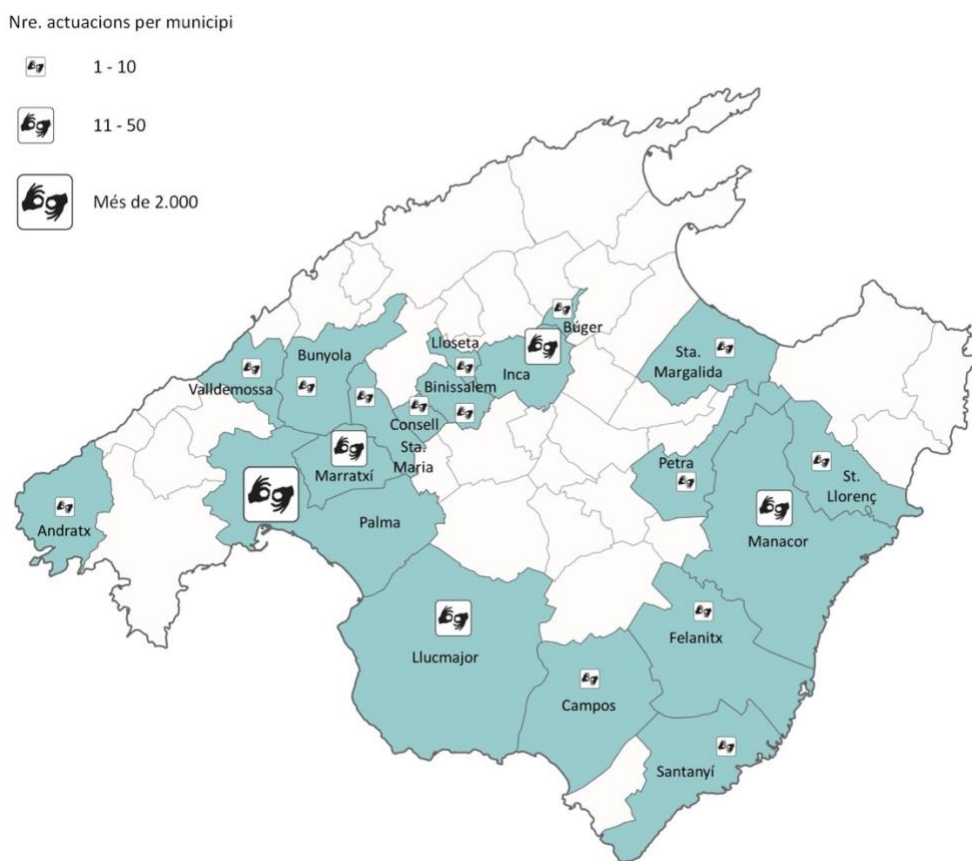 Nre. actuacions per municipi
1 - 10
11 - 50
Més de 2.000
Búger
Lloseta
Bunyola
Sta.
Margalida
Inca
Valldemossa
Binissalem
Consell
Sta.
Maria
Marratxí
Petra
St.
Llorenç
Palma
Andratx
Manacor
Felanitx
Llucmajor
Campos
Santanyí